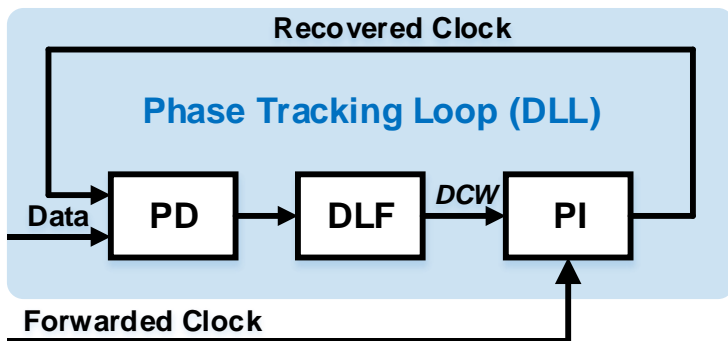 Recovered Clock
Phase Tracking Loop (DLL)
Data
PD
DLF
DCW
PI
Forwarded Clock